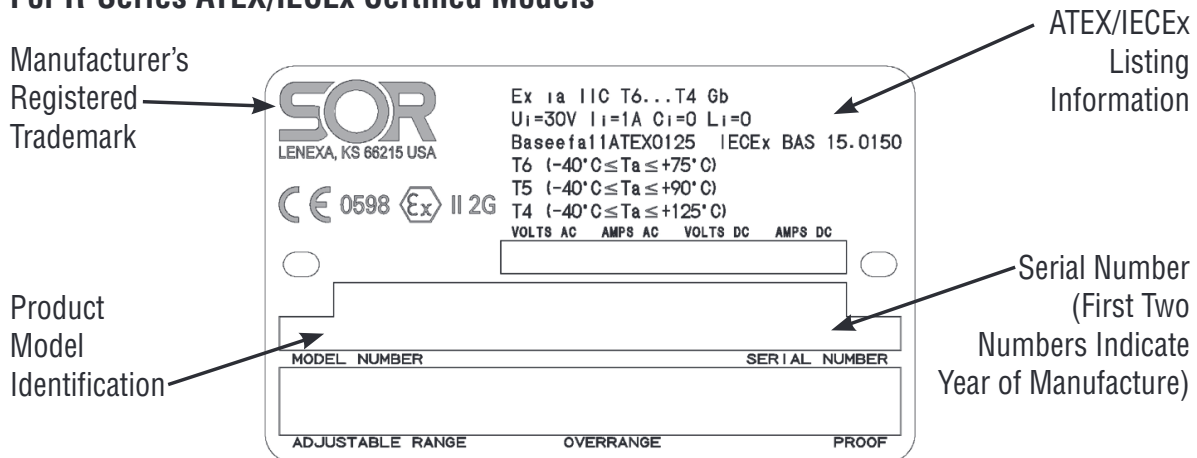 For Series ATEX/IECEx Certified Models
Manufacturer's
Registered
Trademark
SOR
LENEXA, KS 66215 USA
CE 0598 Ex II 2G
Ex ia IIC T6...T4 Gb
Ui=30V Ii=1A Ci=0 Li=0
Baseefa11ATEX0125 IECEx BAS 15.0150
T6 (-40°C≤Ta≤+75°C)
T5 (-40°C≤Ta≤+90°C)
T4 (-40°C≤Ta≤+125°C)
VOLTS AC AMPS AC VOLTS DC AMPS DC
ATEX/IECEx
Listing
Information
Product
Model
Identification
Serial Number
(First Two
Numbers Indicate
Year of Manufacture)
MODEL NUMBER SERIAL NUMBER
ADJUSTABLE RANGE OVERRANGE PROOF